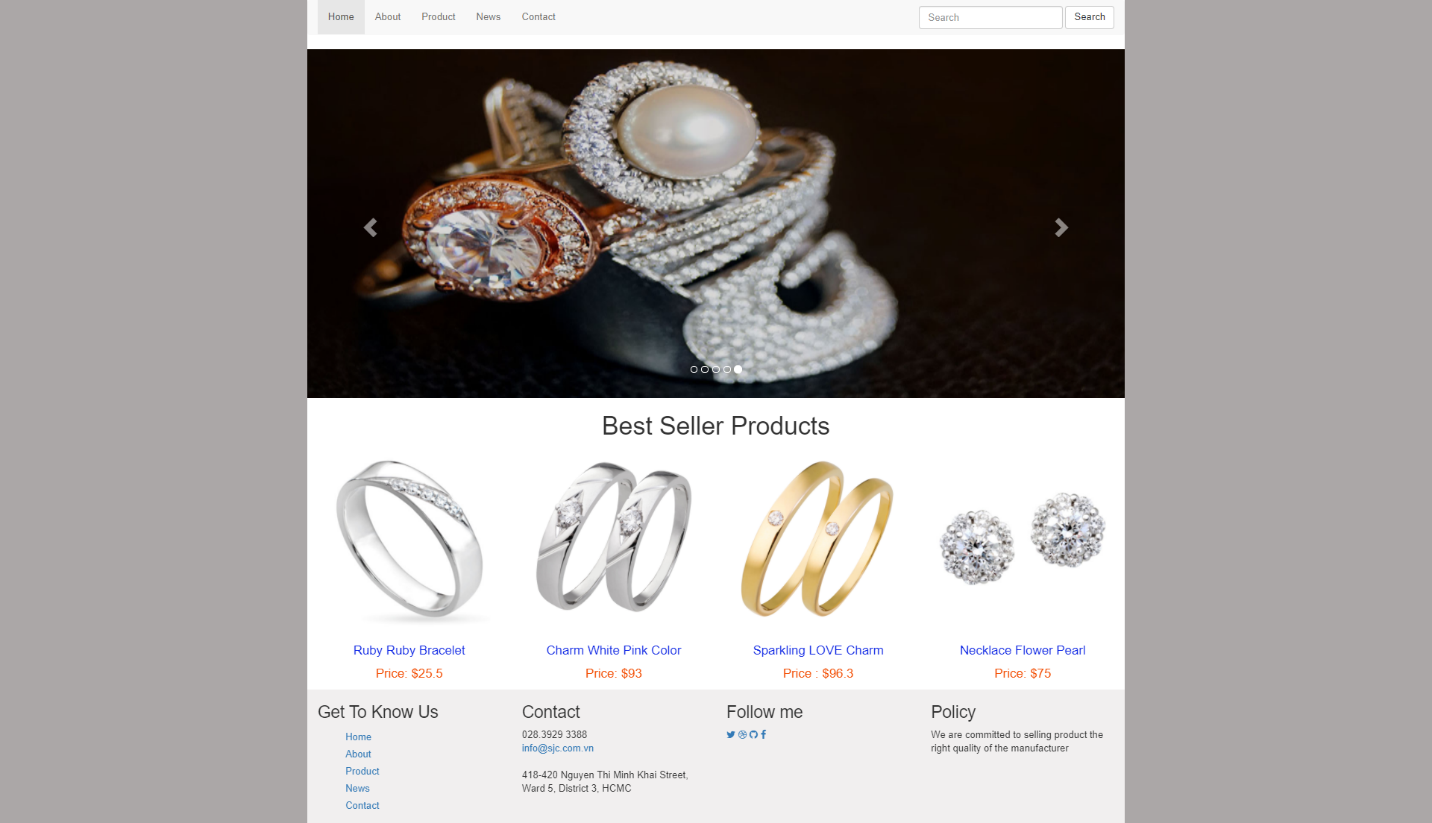 Home About Product News Contact Search Search
Best Seller Products
Ruby Ruby Bracelet
Price: $25.5
Charm White Pink Color
Price: $93
Sparkling LOVE Charm
Price : $96.3
Necklace Flower Pearl
Price: $75
Get To Know Us
Home
About
Product
News
Contact
Contact
028.3929 3388
info@sjc.com.vn
418-420 Nguyen Thi Minh Khai Street,
Ward 5, District 3, HCMC
Follow me
Policy
We are committed to selling product the
right quality of the manufacturer